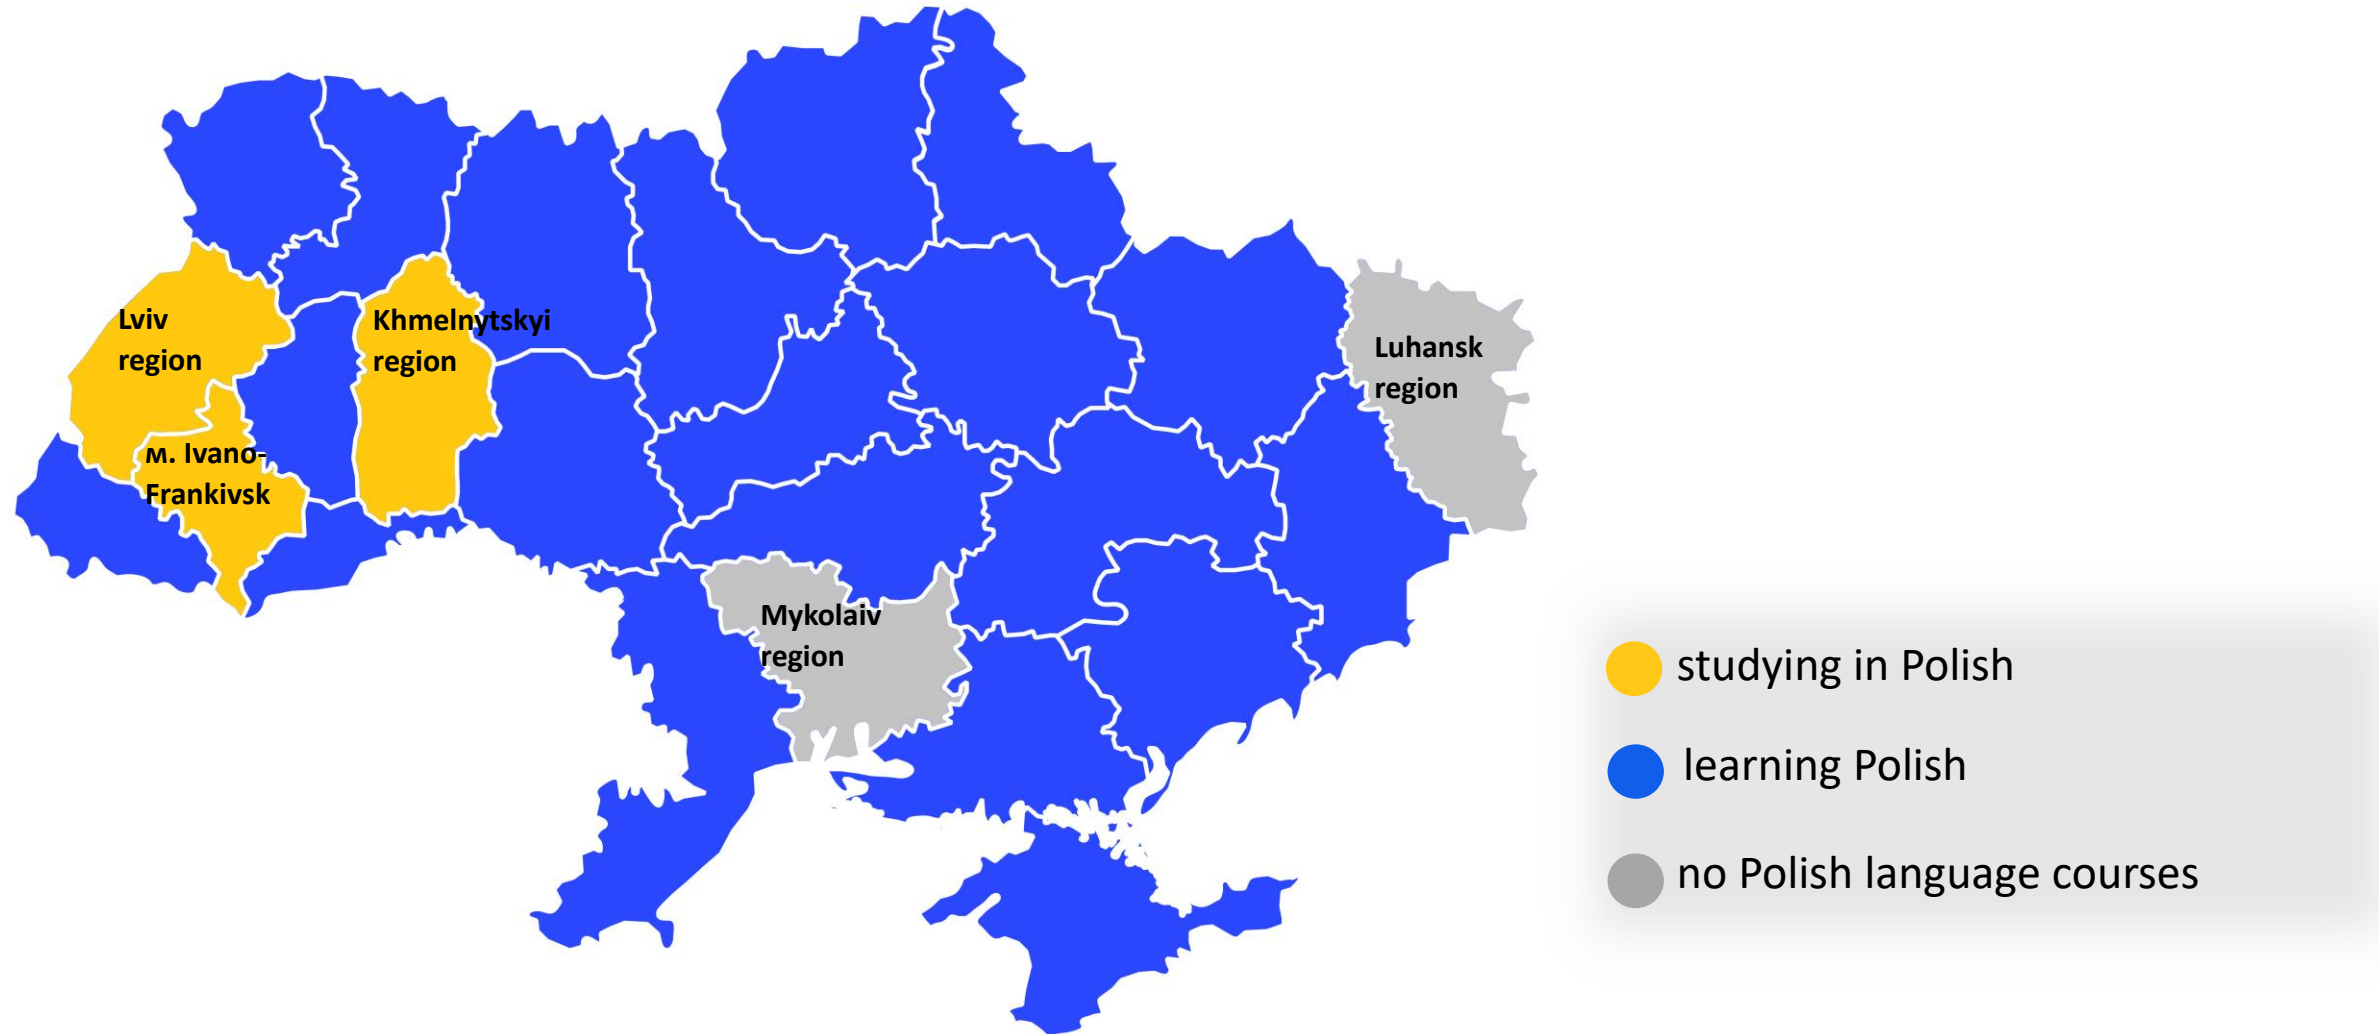 Lviv
region
Khmelnytskyi
region
м. Ivano-
Frankivsk
Luhansk
region
Mykolaiv
region
studying in Polish
learning Polish
no Polish language courses